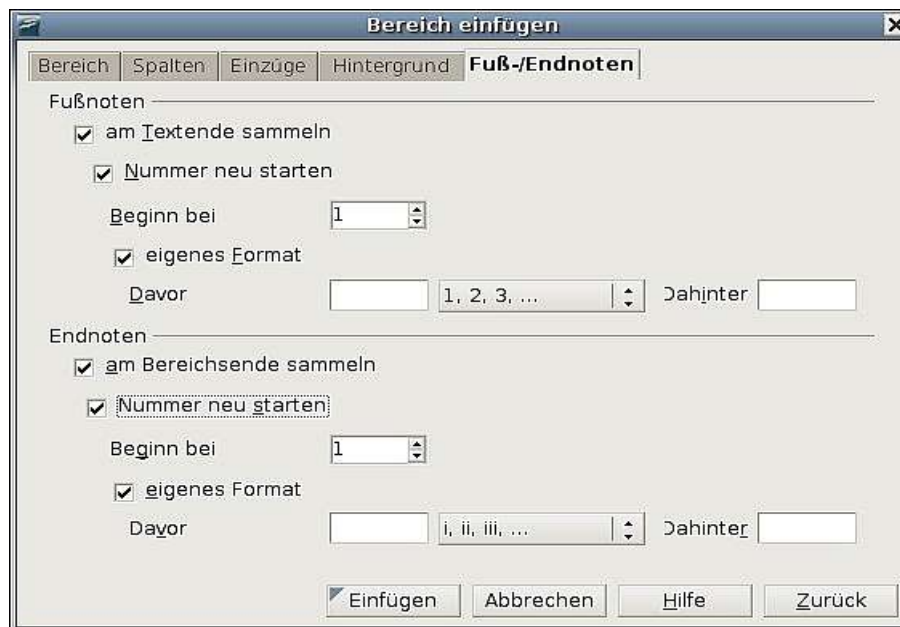 Bereich einfügen
Bereich Spalten Einzüge Hintergrund Fuß-/Endnoten
Fußnoten
am Textende sammeln
Nummer neu starten
Beginn bei 1
eigenes Format
Davor 1, 2, 3, ... Dahinter
Endnoten
am Bereichsende sammeln
Nummer neu starten
Beginn bei 1
eigenes Format
Davor i, ii, iii, ... Dahinter
Einfügen Abbrechen Hilfe Zurück